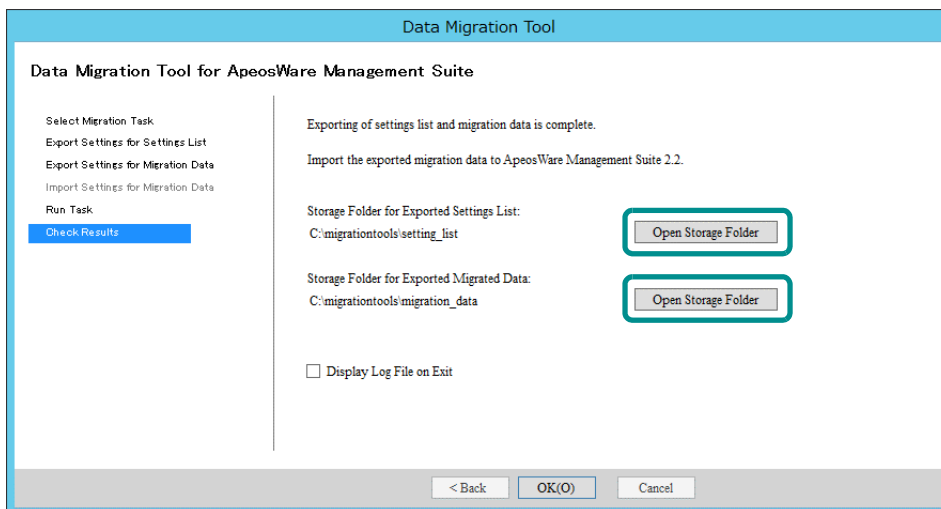 Data Migration Tool
Data Migration Tool for ApeosWare Management Suite
Select Migration Task
Export Settings for Settings List
Export Settings for Migration Data
Import Settings for Migration Data
Run Task
Check Results
Exporting of settings list and migration data is complete.
Import the exported migration data to ApeosWare Management Suite 2.2.
Storage Folder for Exported Settings List:
C:\migrationtools\setting_list
Open Storage Folder
Storage Folder for Exported Migrated Data:
C:\migrationtools\migration_data
Open Storage Folder
Display Log File on Exit
< Back
OK(O)
Cancel